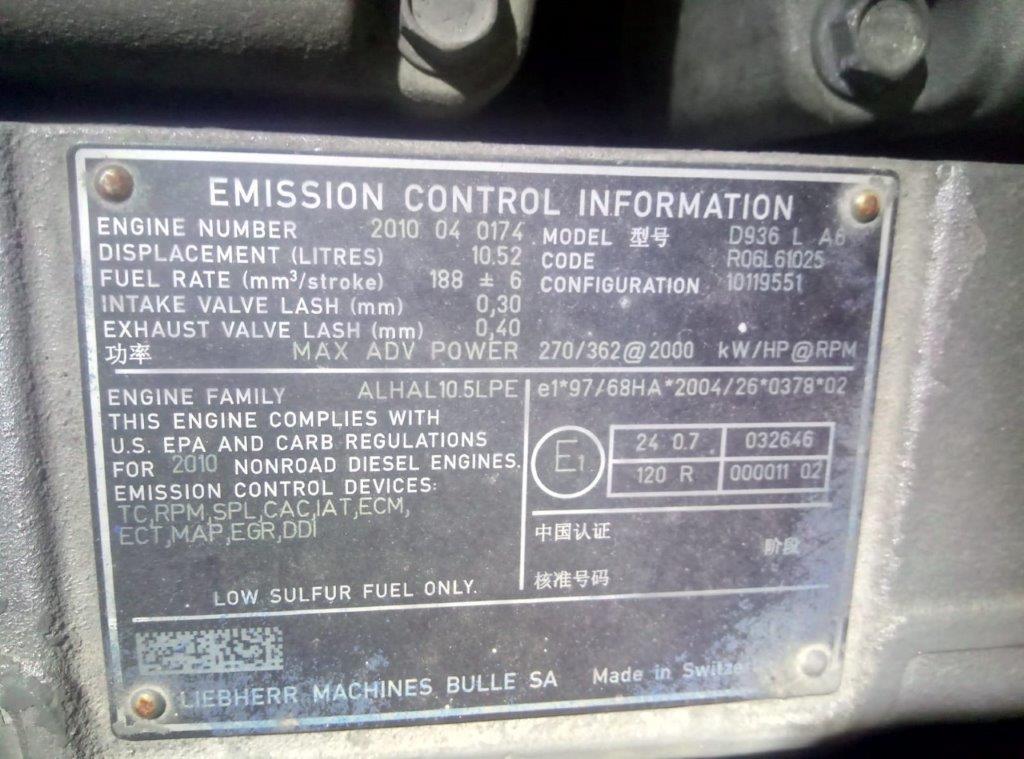 EMISSION CONTROL INFORMATION
ENGINE NUMBER 2010 04 0174
DISPLACEMENT (LITRES) 10.52
FUEL RATE (mm³/stroke) 188 ± 6
INTAKE VALVE LASH (mm) 0,30
EXHAUST VALVE LASH (mm) 0,40
MODEL 型号 D936 L A6
CODE R06L61025
CONFIGURATION 10119551
功率 MAX ADV POWER 270/362@2000 kW/HP@RPM
ENGINE FAMILY ALHAL10.5LPE
THIS ENGINE COMPLIES WITH
U.S. EPA AND CARB REGULATIONS
FOR 2010 NONROAD DIESEL ENGINES.
EMISSION CONTROL DEVICES:
TC,RPM,SPL,CAC,IAT,ECM,
ECT,MAP,EGR,DDI
LOW SULFUR FUEL ONLY.
e1*97/68HA*2004/26*0378*02
E1
24 0.7 032646
120 R 000011 02
中国认证
阶段
核准号码
LIEBHERR MACHINES BULLE SA Made in